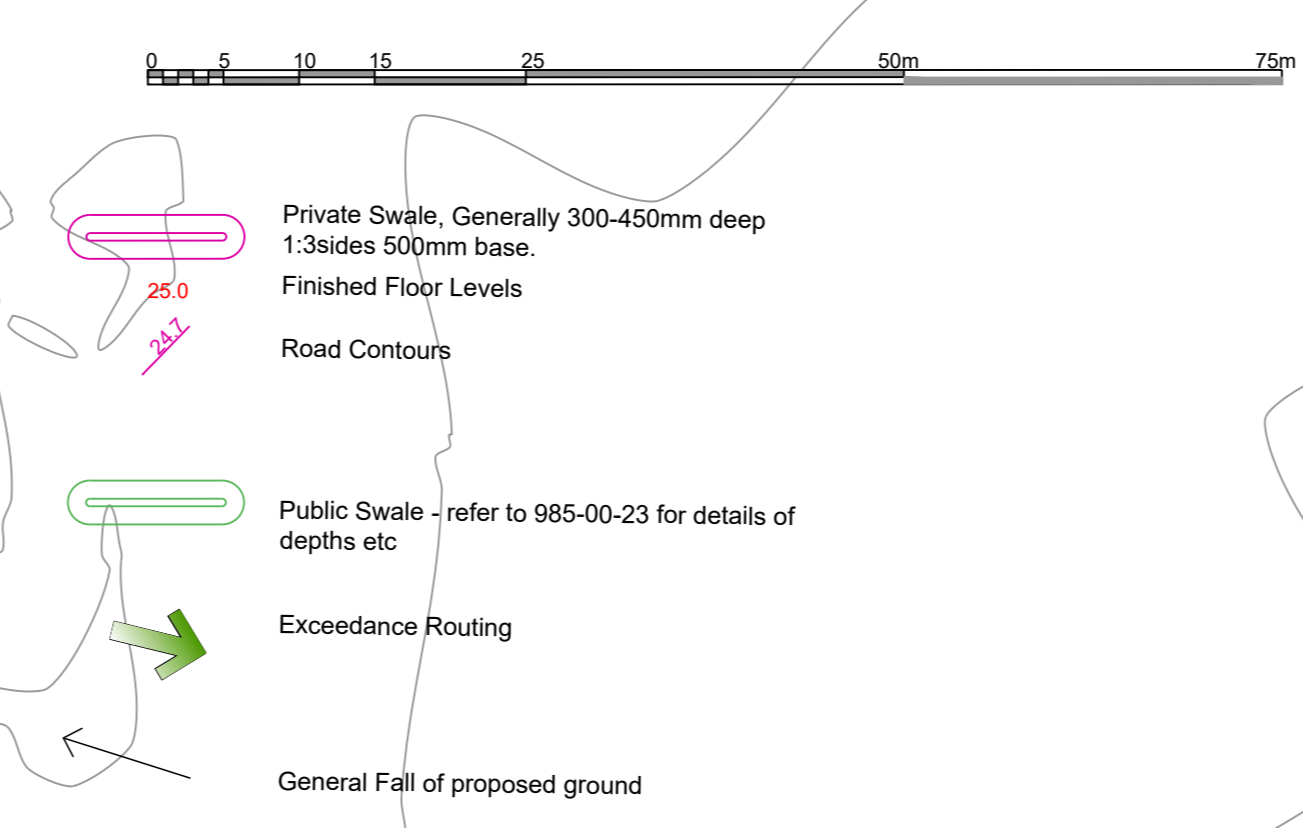 0 5 10 15 25 50m 75m
Private Swale, Generally 300-450mm deep
1:3sides 500mm base.
25.0 Finished Floor Levels
24.7 Road Contours
Public Swale - refer to 985-00-23 for details of
depths etc
Exceedance Routing
General Fall of proposed ground